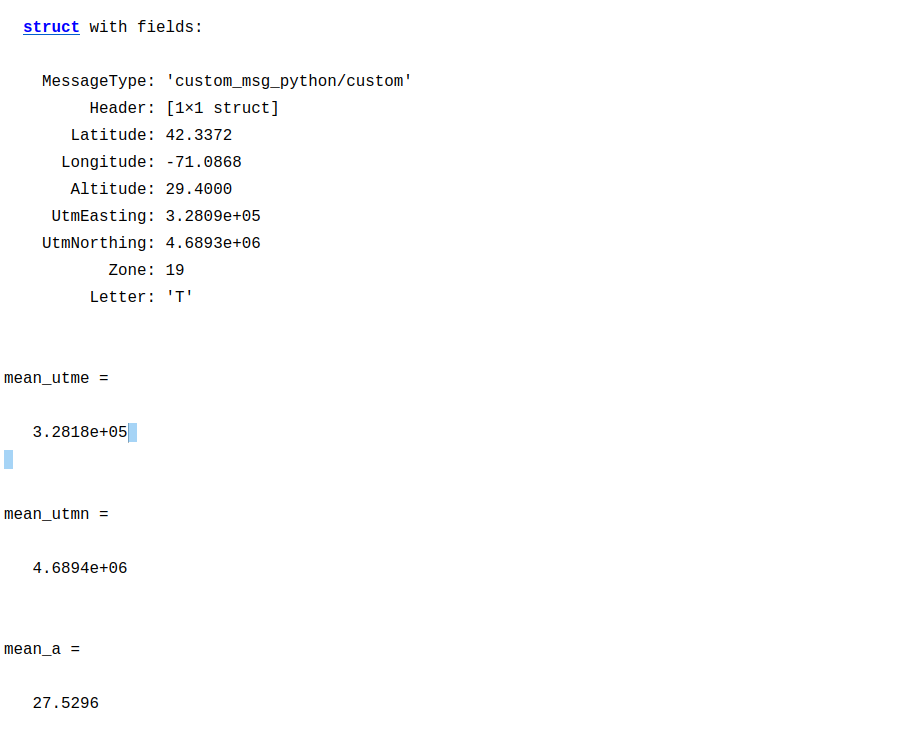 struct with fields:
MessageType: 'custom_msg_python/custom'
Header: [1×1 struct]
Latitude: 42.3372
Longitude: -71.0868
Altitude: 29.4000
UtmEasting: 3.2809e+05
UtmNorthing: 4.6893e+06
Zone: 19
Letter: 'T'
mean_utme =
3.2818e+05
mean_utmn =
4.6894e+06
mean_a =
27.5296